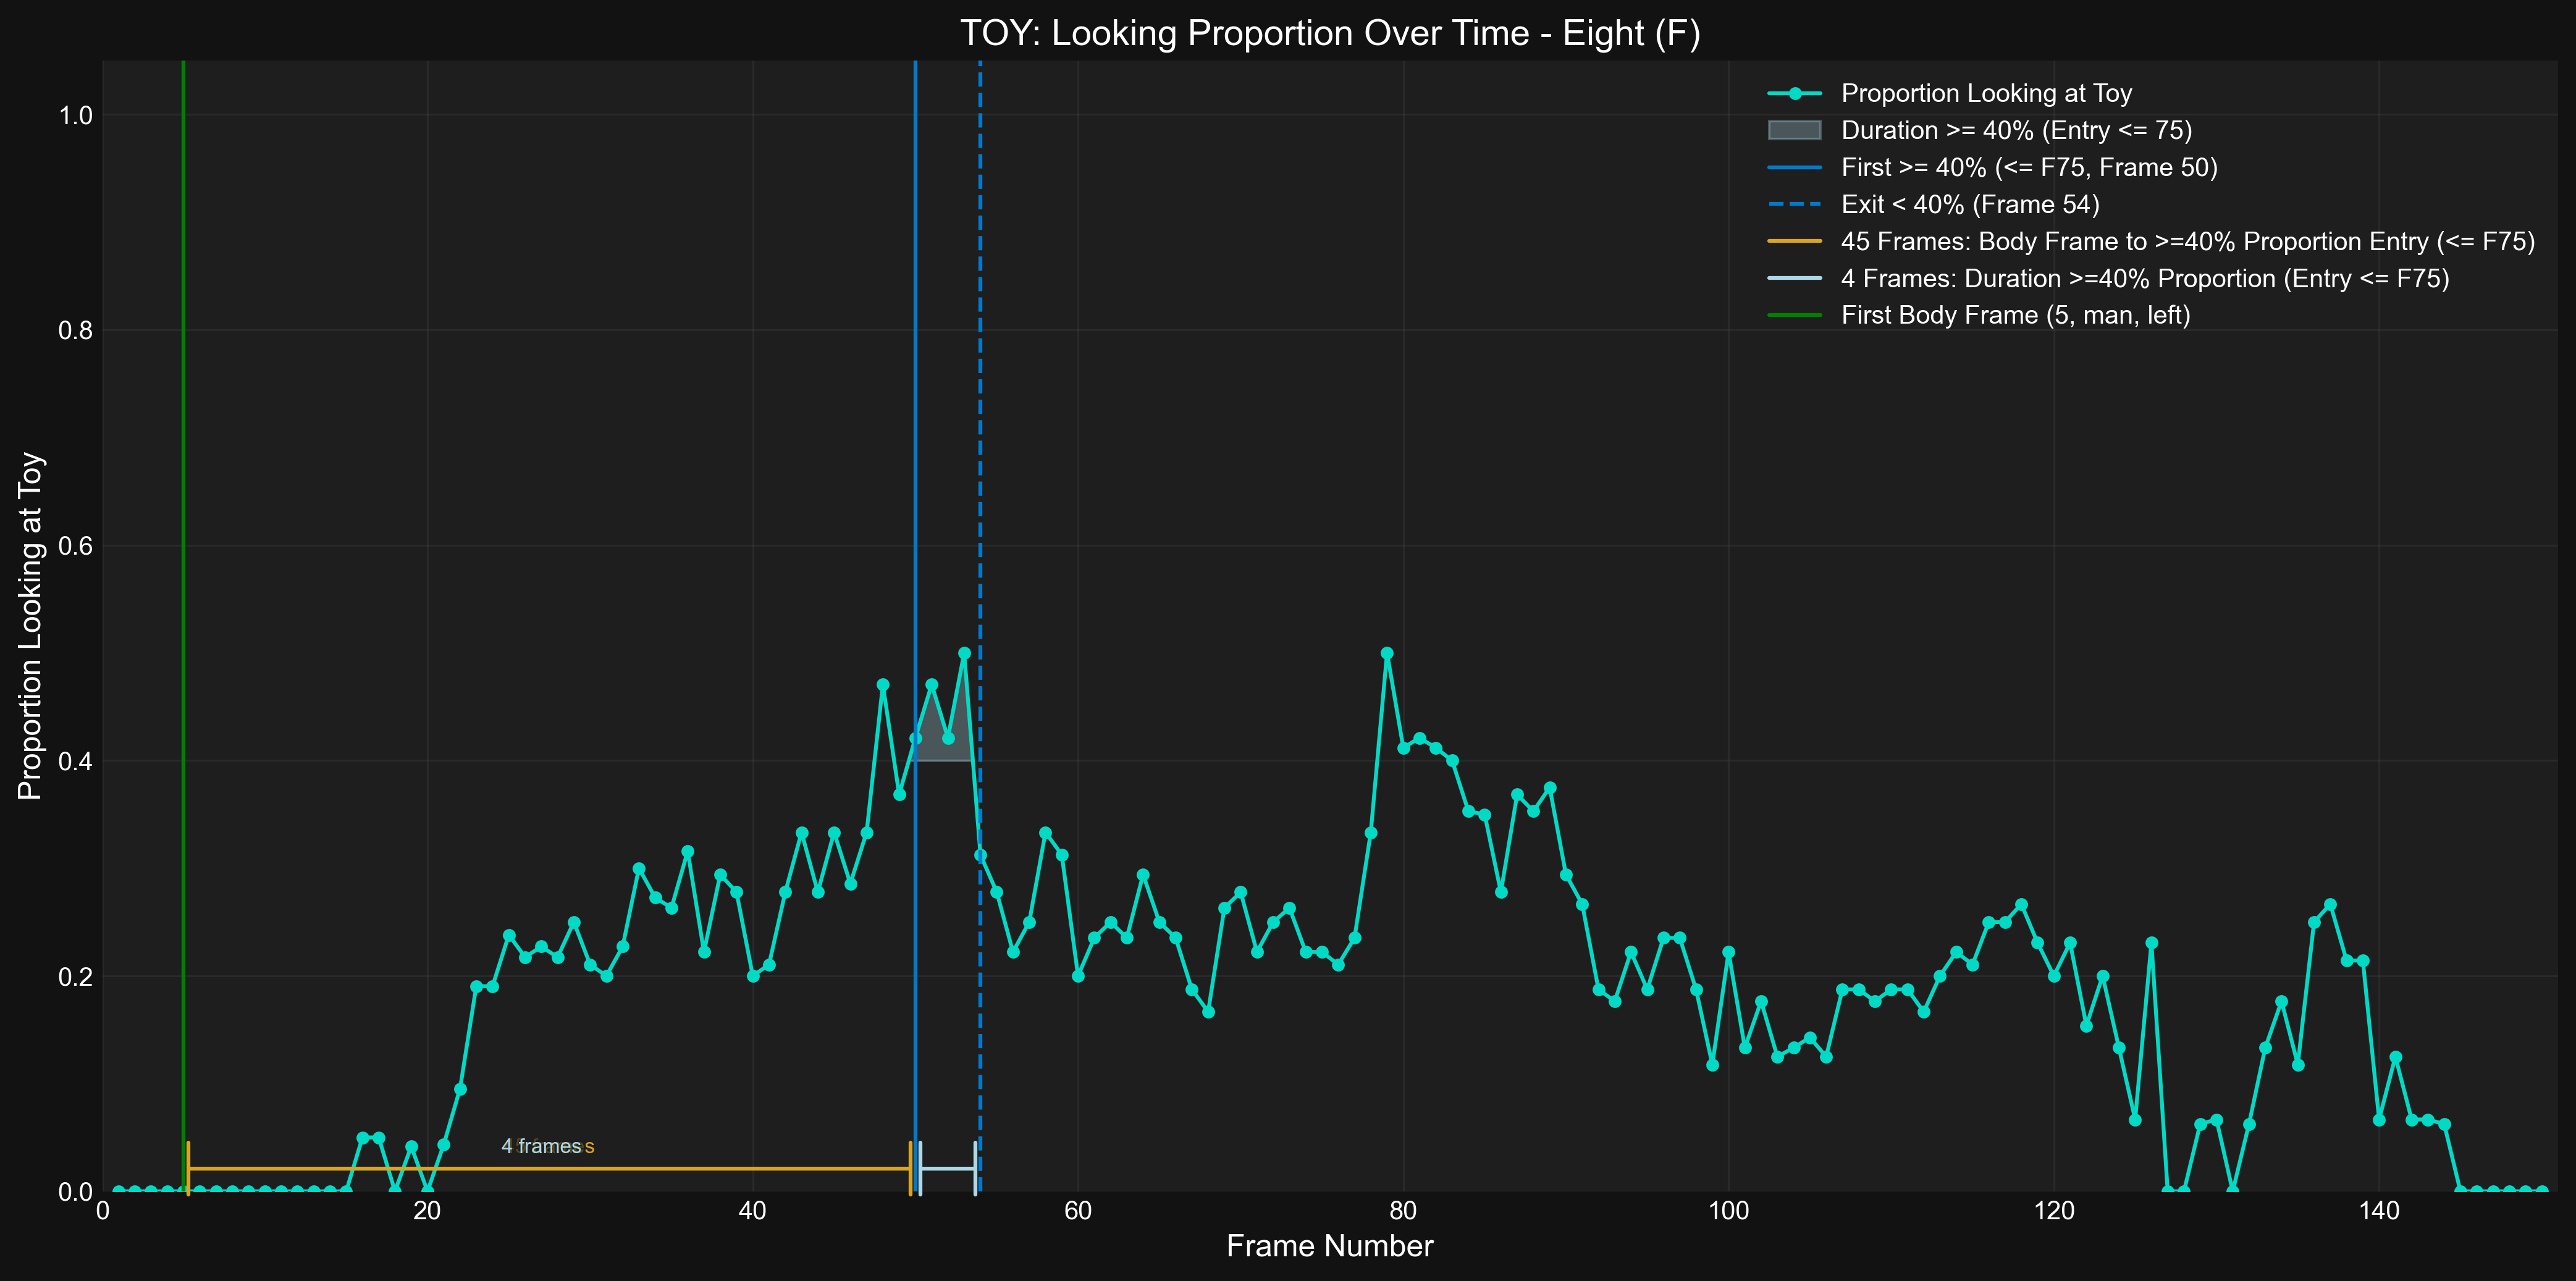 TOY: Looking Proportion Over Time - Eight (F)
Proportion Looking at Toy
Duration >= 40% (Entry <= 75)
First >= 40% (<= F75, Frame 50)
Exit < 40% (Frame 54)
45 Frames: Body Frame to >=40% Proportion Entry (<= F75)
4 Frames: Duration >=40% Proportion (Entry <= F75)
First Body Frame (5, man, left)
Proportion Looking at Toy
1.0
0.8
0.6
0.4
0.2
0.0
4 frames
0
20
40
60
80
100
120
140
Frame Number